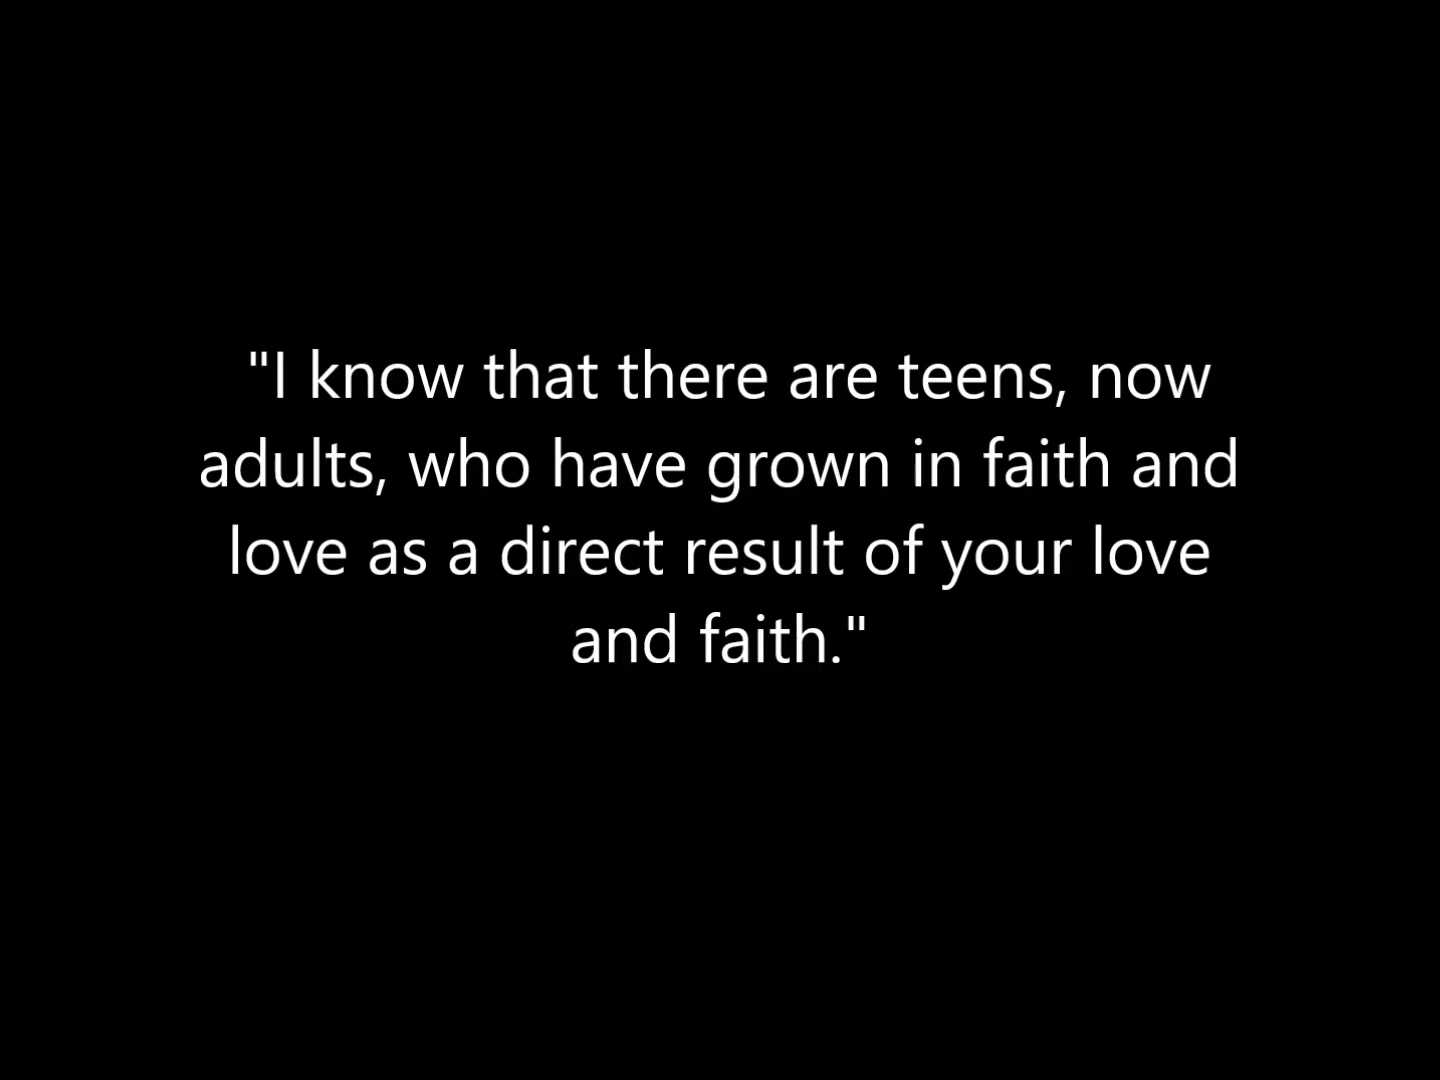 "I know that there are teens, now
adults, who have grown in faith and
love as a direct result of your love
and faith."